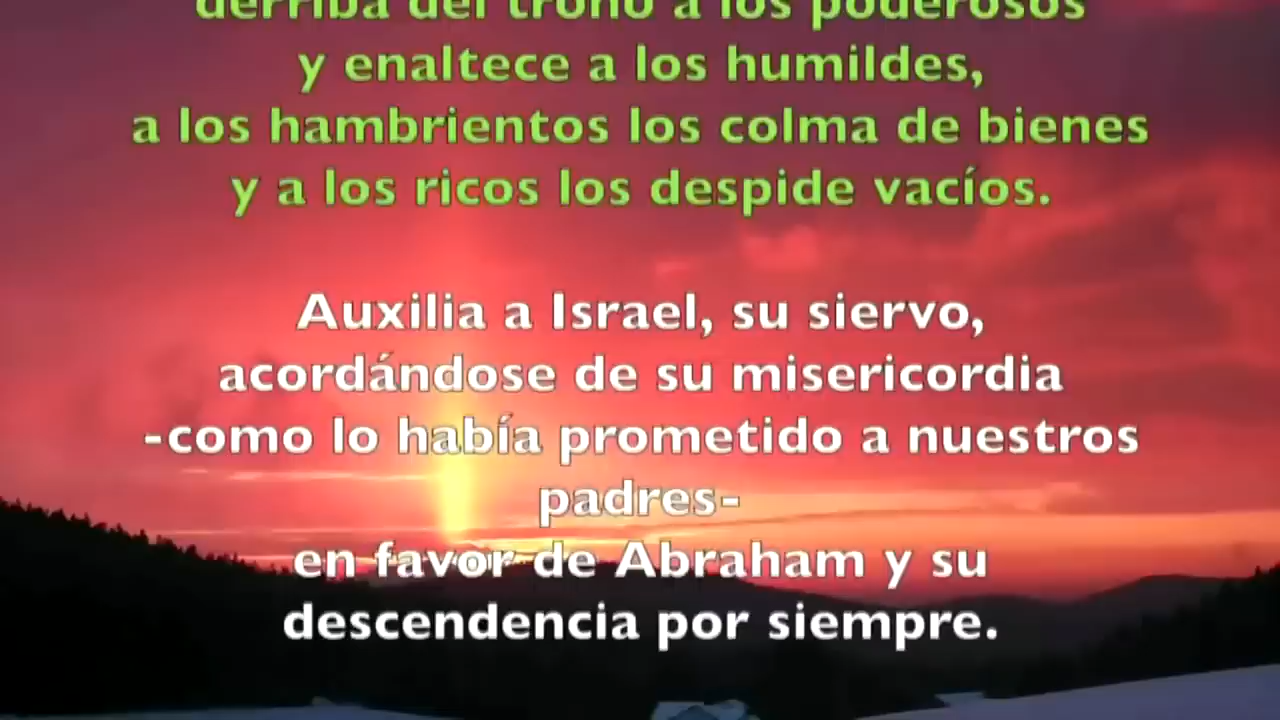 derriba del trono a los poderosos
y enaltece a los humildes,
a los hambrientos los colma de bienes
y a los ricos los despide vacíos.
Auxilia a Israel, su siervo,
acordándose de su misericordia
-como lo había prometido a nuestros
padres-
en favor de Abraham y su
descendencia por siempre.